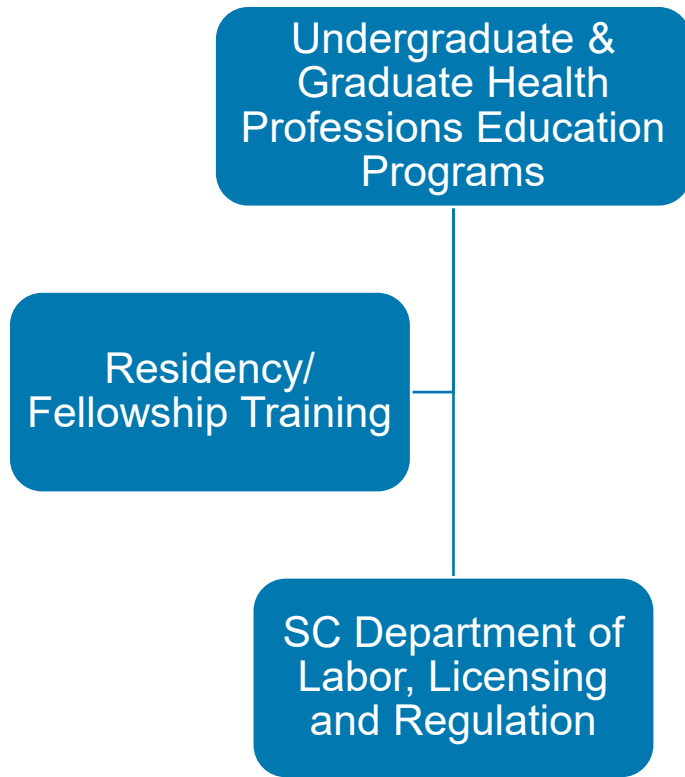 Undergraduate &
Graduate Health
Professions Education
Programs
Residency/
Fellowship Training
SC Department of
Labor, Licensing
and Regulation